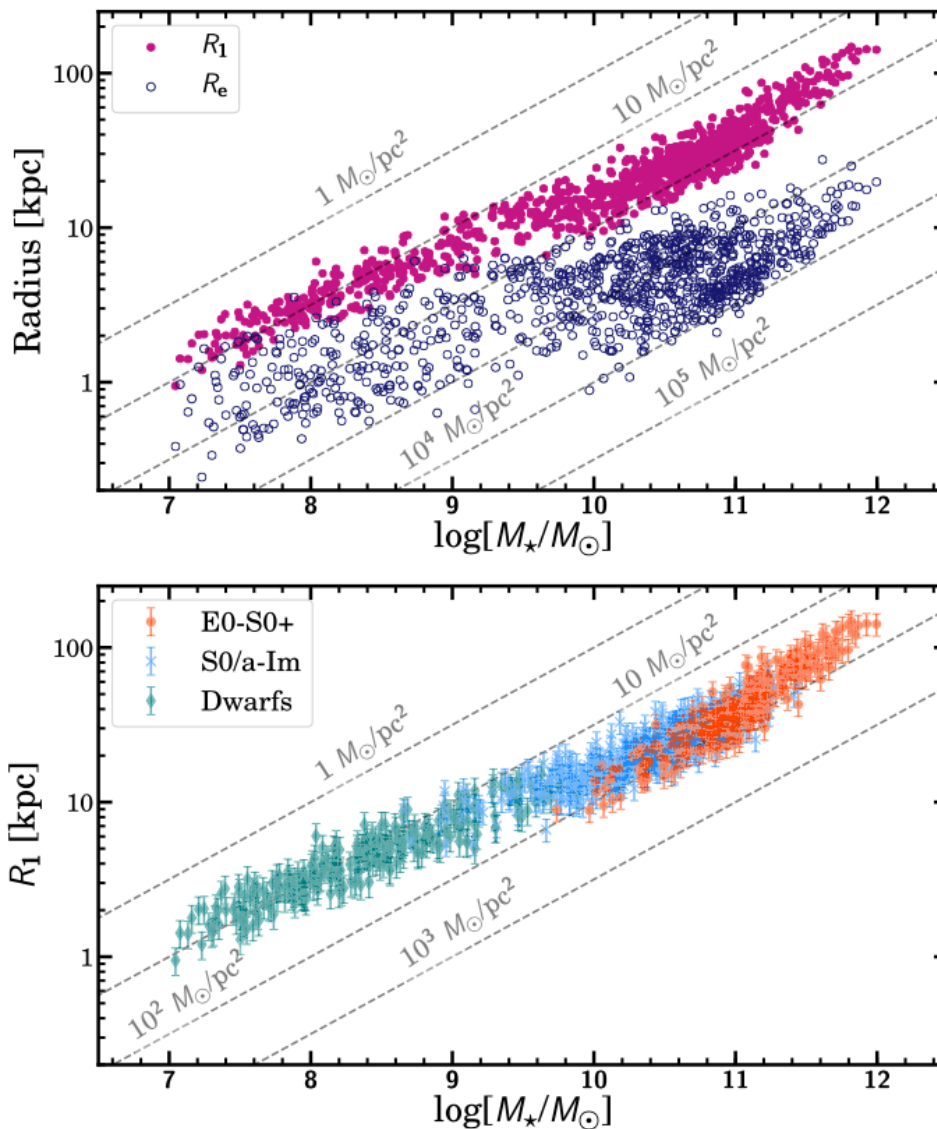 R₁
Rₑ
1 M☉/pc²
10 M☉/pc²
10⁴ M☉/pc²
10⁵ M☉/pc²
Radius [kpc]
100
10
1
7 8 9 10 11 12
log[M⋆/M☉]
E0-S0+
S0/a-Im
Dwarfs
1 M☉/pc²
10 M☉/pc²
10² M☉/pc²
10³ M☉/pc²
R₁ [kpc]
100
10
1
7 8 9 10 11 12
log[M⋆/M☉]